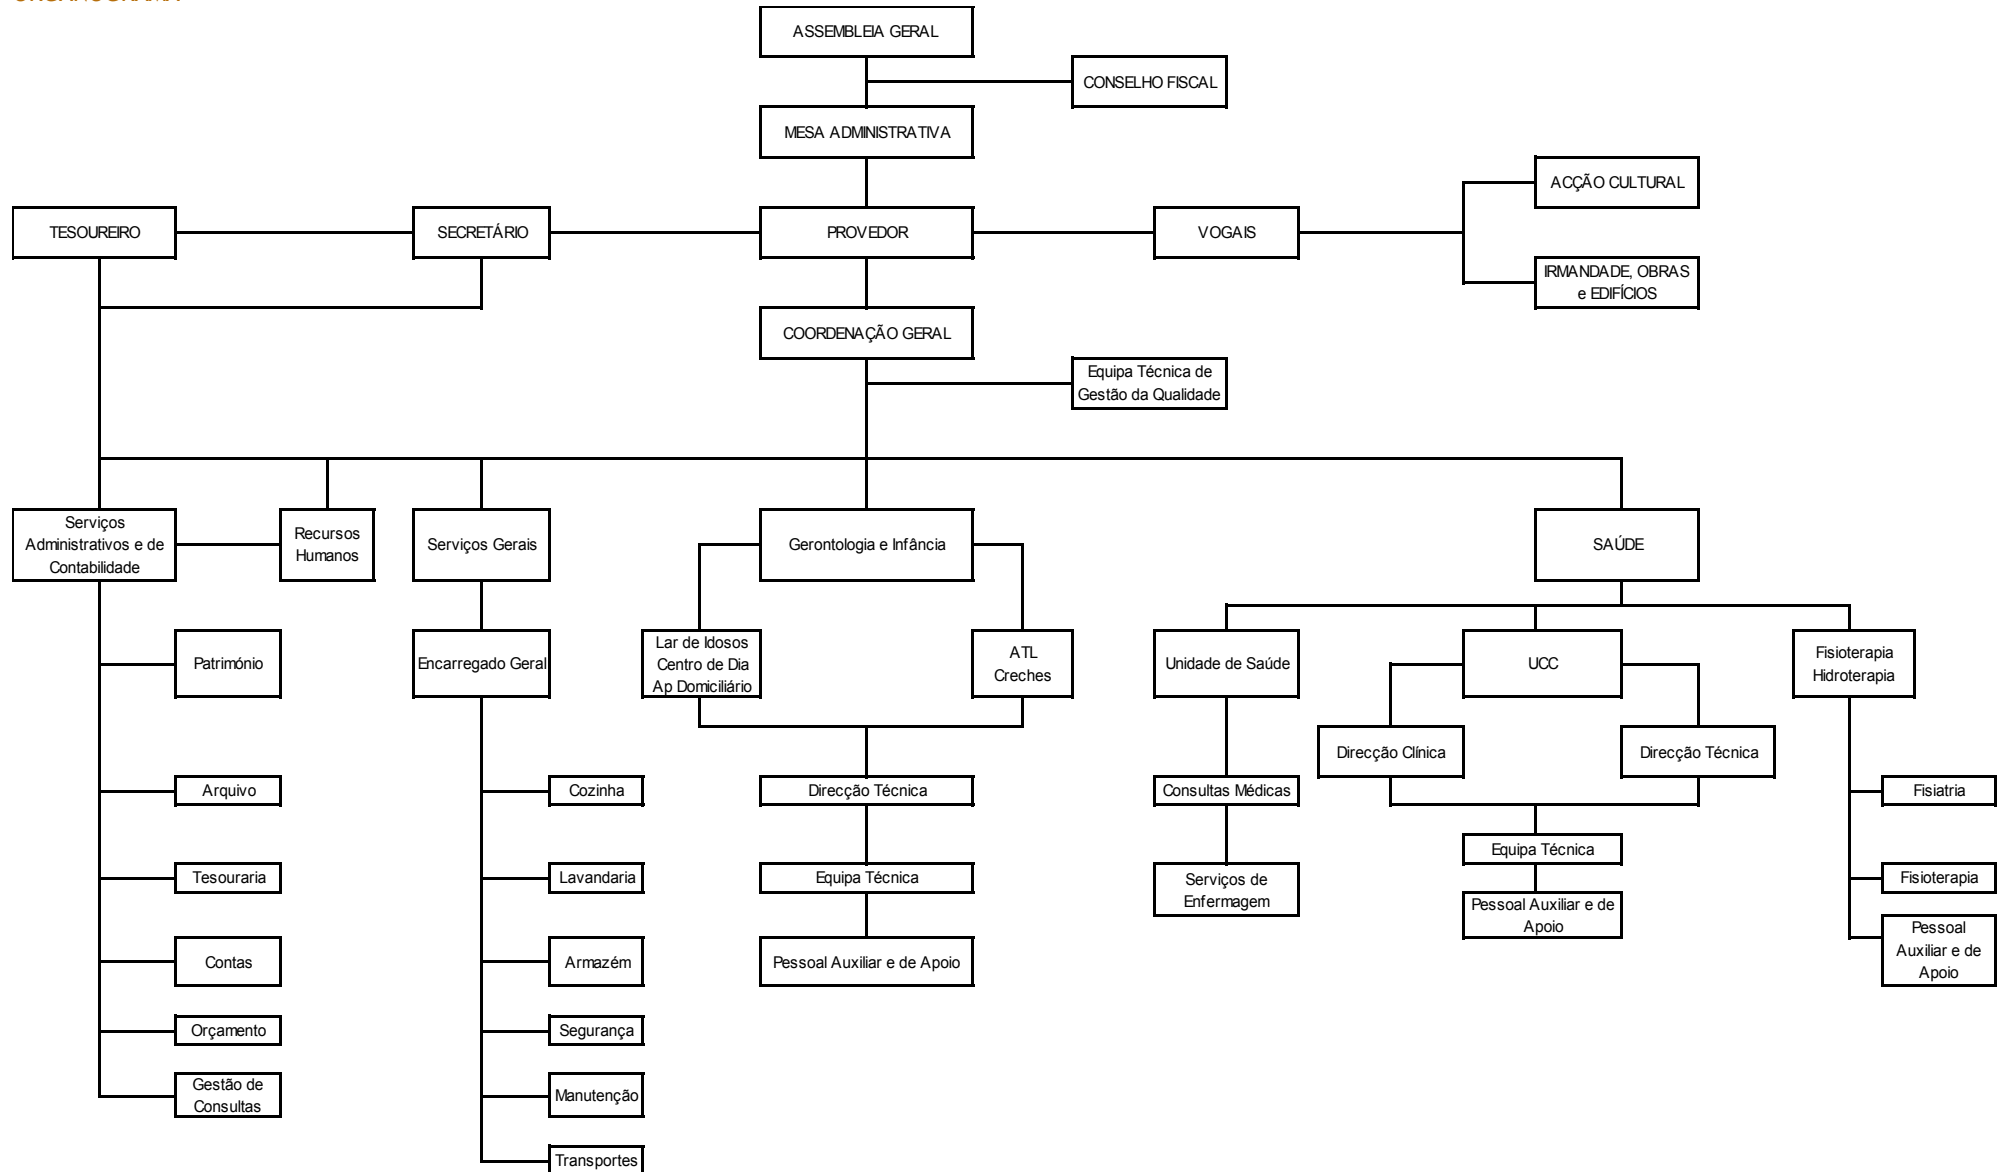 ORGANOGRAMA
ASSEMBLEIA GERAL
CONSELHO FISCAL
MESA ADMINISTRATIVA
ACÇÃO CULTURAL
TESOUREIRO
SECRETÁRIO
PROVEDOR
VOGAIS
IRMANDADE, OBRAS
e EDIFÍCIOS
COORDENAÇÃO GERAL
Equipa Técnica de
Gestão da Qualidade
Serviços
Administrativos e de
Contabilidade
Recursos
Humanos
Serviços Gerais
Gerontologia e Infância
SAÚDE
Património
Encarregado Geral
Lar de Idosos
Centro de Dia
Ap Domiciliário
ATL
Creches
Unidade de Saúde
UCC
Fisioterapia
Hidroterapia
Direcção Clínica
Direcção Técnica
Arquivo
Cozinha
Direcção Técnica
Consultas Médicas
Fisiatria
Equipa Técnica
Tesouraria
Lavandaria
Equipa Técnica
Serviços de
Enfermagem
Fisioterapia
Pessoal Auxiliar e de
Apoio
Contas
Armazém
Pessoal Auxiliar e de Apoio
Pessoal
Auxiliar e de
Apoio
Orçamento
Segurança
Gestão de
Consultas
Manutenção
Transportes